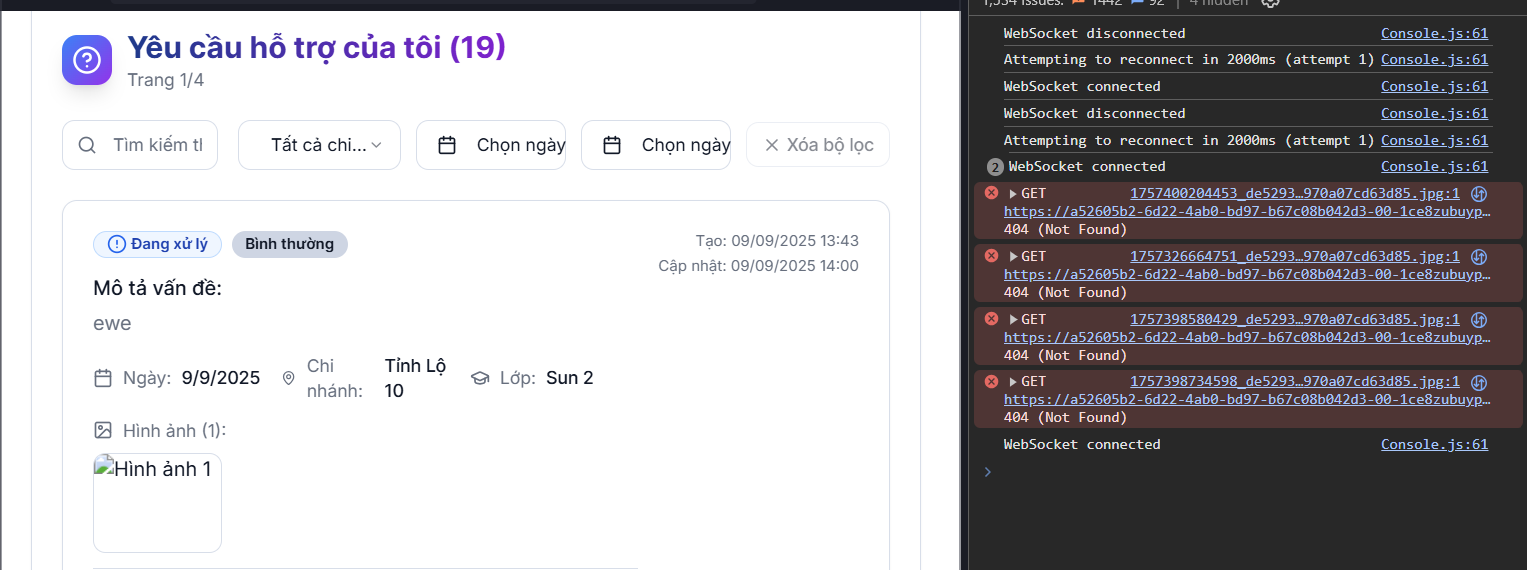 Yêu cầu hỗ trợ của tôi (19)
Trang 1/4
Tìm kiếm tl
Tất cả chi...
Chọn ngày
Chọn ngày
Xóa bộ lọc
Đang xử lý
Bình thường
Tạo: 09/09/2025 13:43
Cập nhật: 09/09/2025 14:00
Mô tả vấn đề:
ewe
Ngày: 9/9/2025
Chi nhánh: Tỉnh Lộ 10
Lớp: Sun 2
Hình ảnh (1):
Hình ảnh 1
1,534 Issues: 1442 92 | 4 hidden
WebSocket disconnected Console.js:61
Attempting to reconnect in 2000ms (attempt 1) Console.js:61
WebSocket connected Console.js:61
WebSocket disconnected Console.js:61
Attempting to reconnect in 2000ms (attempt 1) Console.js:61
2 WebSocket connected Console.js:61
GET 1757400204453_de5293…970a07cd63d85.jpg:1
https://a52605b2-6d22-4ab0-bd97-b67c08b042d3-00-1ce8zubuyp…
404 (Not Found)
GET 1757326664751_de5293…970a07cd63d85.jpg:1
https://a52605b2-6d22-4ab0-bd97-b67c08b042d3-00-1ce8zubuyp…
404 (Not Found)
GET 1757398580429_de5293…970a07cd63d85.jpg:1
https://a52605b2-6d22-4ab0-bd97-b67c08b042d3-00-1ce8zubuyp…
404 (Not Found)
GET 1757398734598_de5293…970a07cd63d85.jpg:1
https://a52605b2-6d22-4ab0-bd97-b67c08b042d3-00-1ce8zubuyp…
404 (Not Found)
WebSocket connected Console.js:61